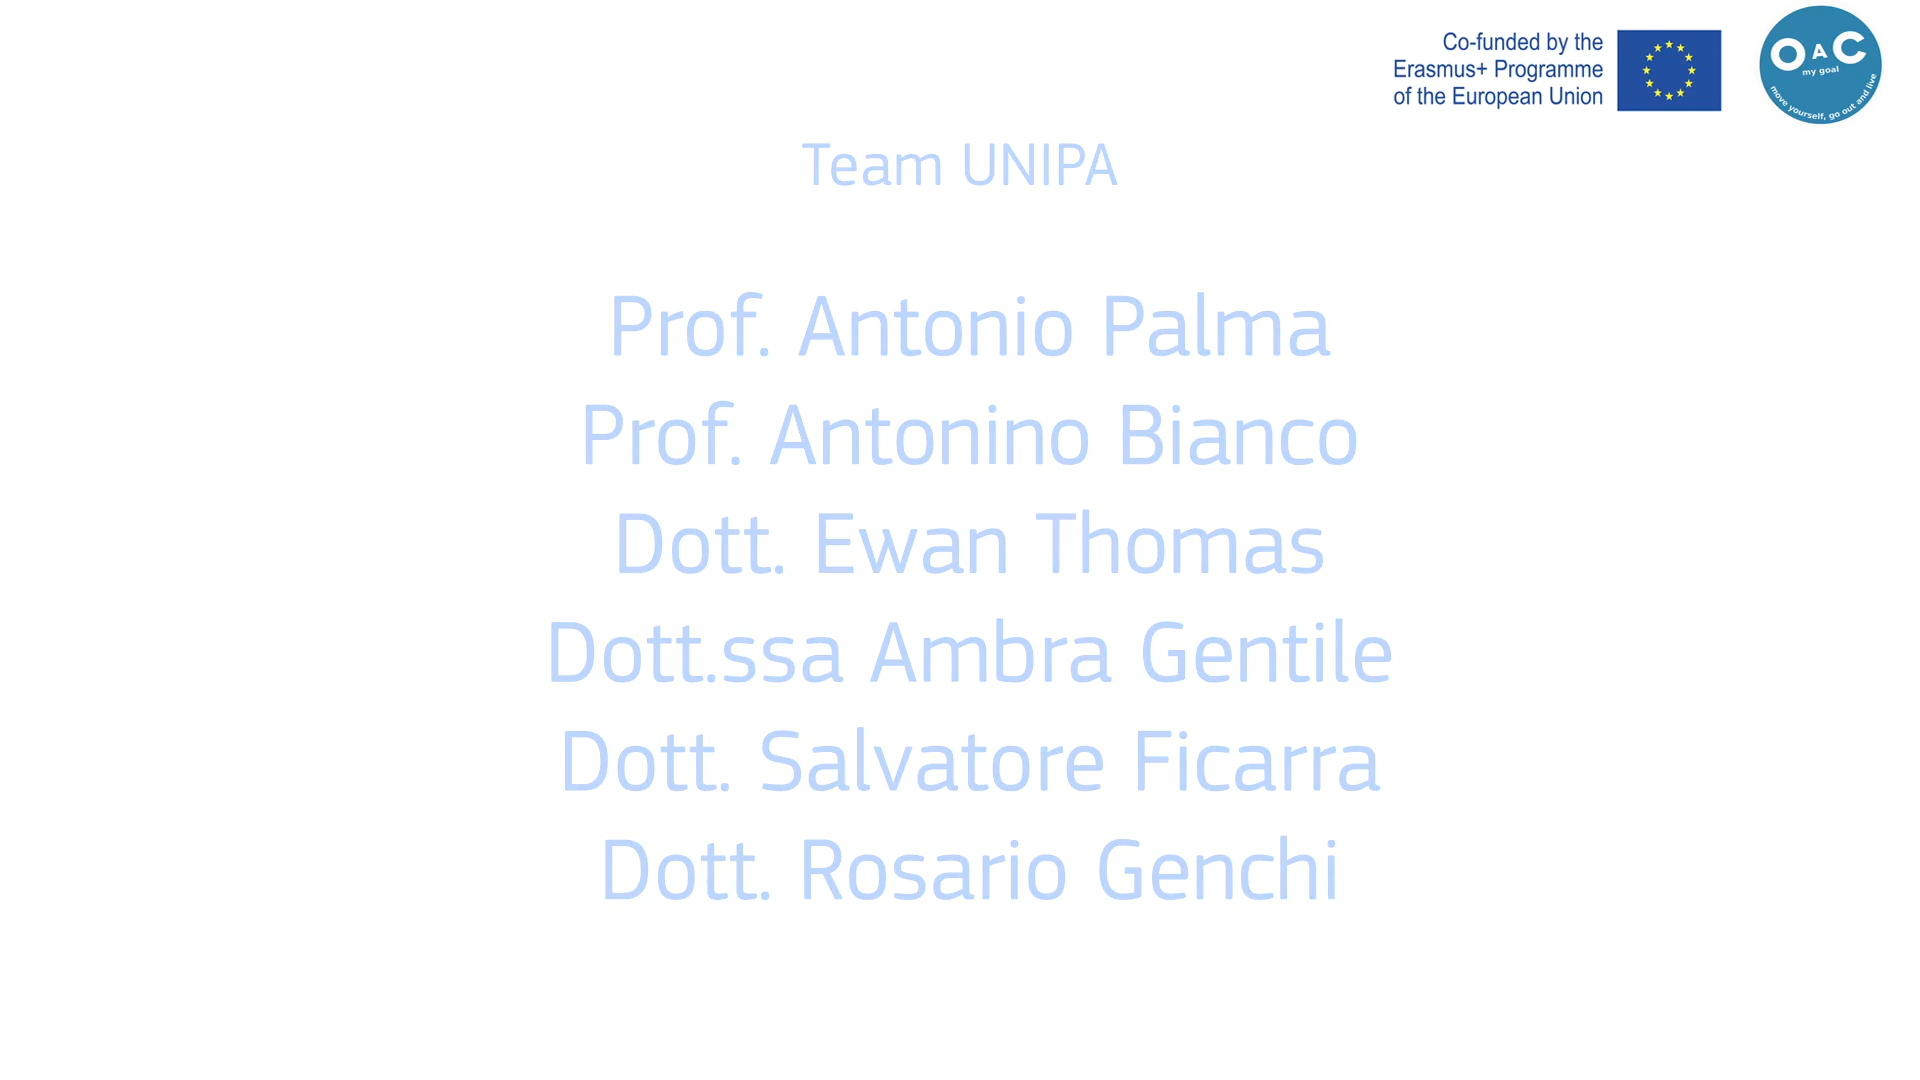 Co-funded by the
Erasmus+ Programme
of the European Union
OAC
my goal
move yourself, go out and live
Team UNIPA
Prof. Antonio Palma
Prof. Antonino Bianco
Dott. Ewan Thomas
Dott.ssa Ambra Gentile
Dott. Salvatore Ficarra
Dott. Rosario Genchi